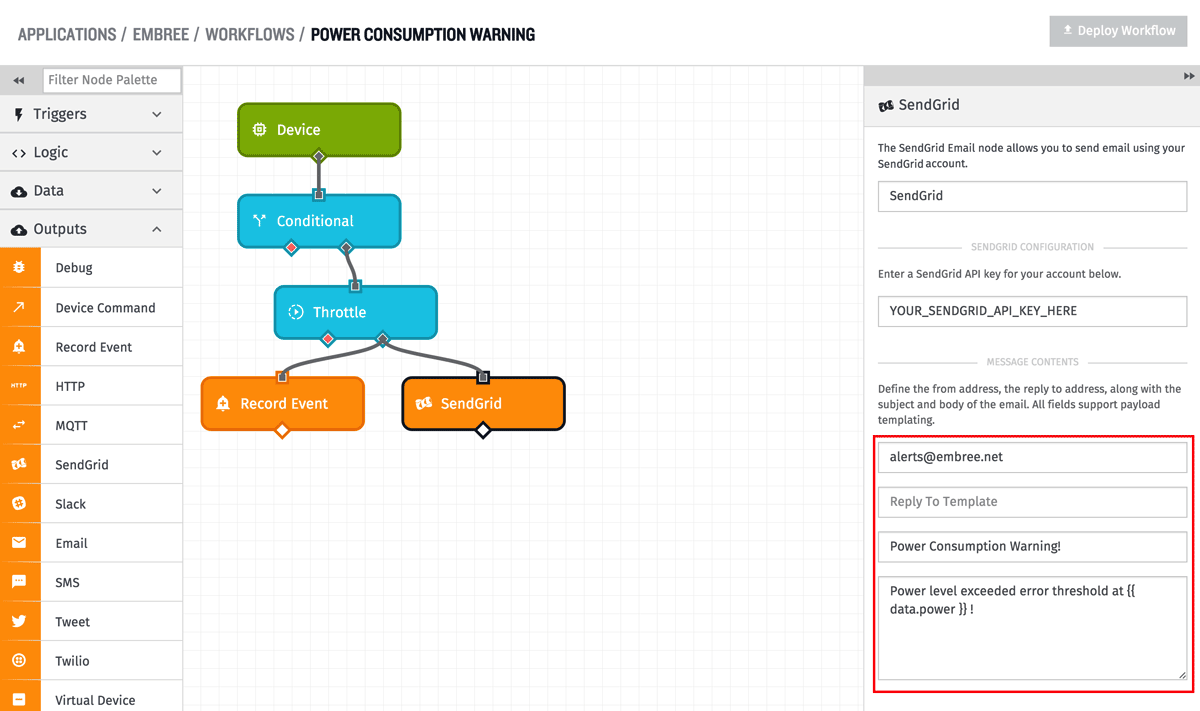 APPLICATIONS / EMBREE / WORKFLOWS / POWER CONSUMPTION WARNING
Deploy Workflow
Filter Node Palette
Triggers
Logic
Data
Outputs
Debug
Device Command
Record Event
HTTP
HTTP
MQTT
SendGrid
Slack
Email
SMS
Tweet
Twilio
Virtual Device
Device
Conditional
Throttle
Record Event
SendGrid
SendGrid
The SendGrid Email node allows you to send email using your
SendGrid account.
SendGrid
SENDGRID CONFIGURATION
Enter a SendGrid API key for your account below.
YOUR_SENDGRID_API_KEY_HERE
MESSAGE CONTENTS
Define the from address, the reply to address, along with the
subject and body of the email. All fields support payload
templating.
alerts@embree.net
Reply To Template
Power Consumption Warning!
Power level exceeded error threshold at {{
data.power }} !